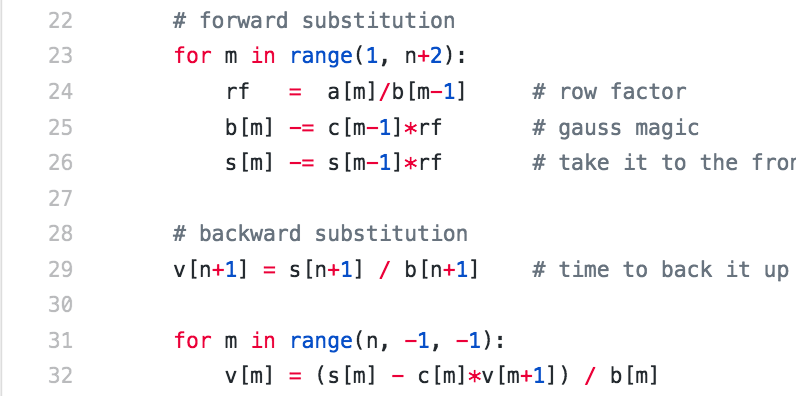 22 # forward substitution
23 for m in range(1, n+2):
24 rf = a[m]/b[m-1] # row factor
25 b[m] -= c[m-1]*rf # gauss magic
26 s[m] -= s[m-1]*rf # take it to the
27
28 # backward substitution
29 v[n+1] = s[n+1] / b[n+1] # time to back it up
30
31 for m in range(n, -1, -1):
32 v[m] = (s[m] - c[m]*v[m+1]) / b[m]